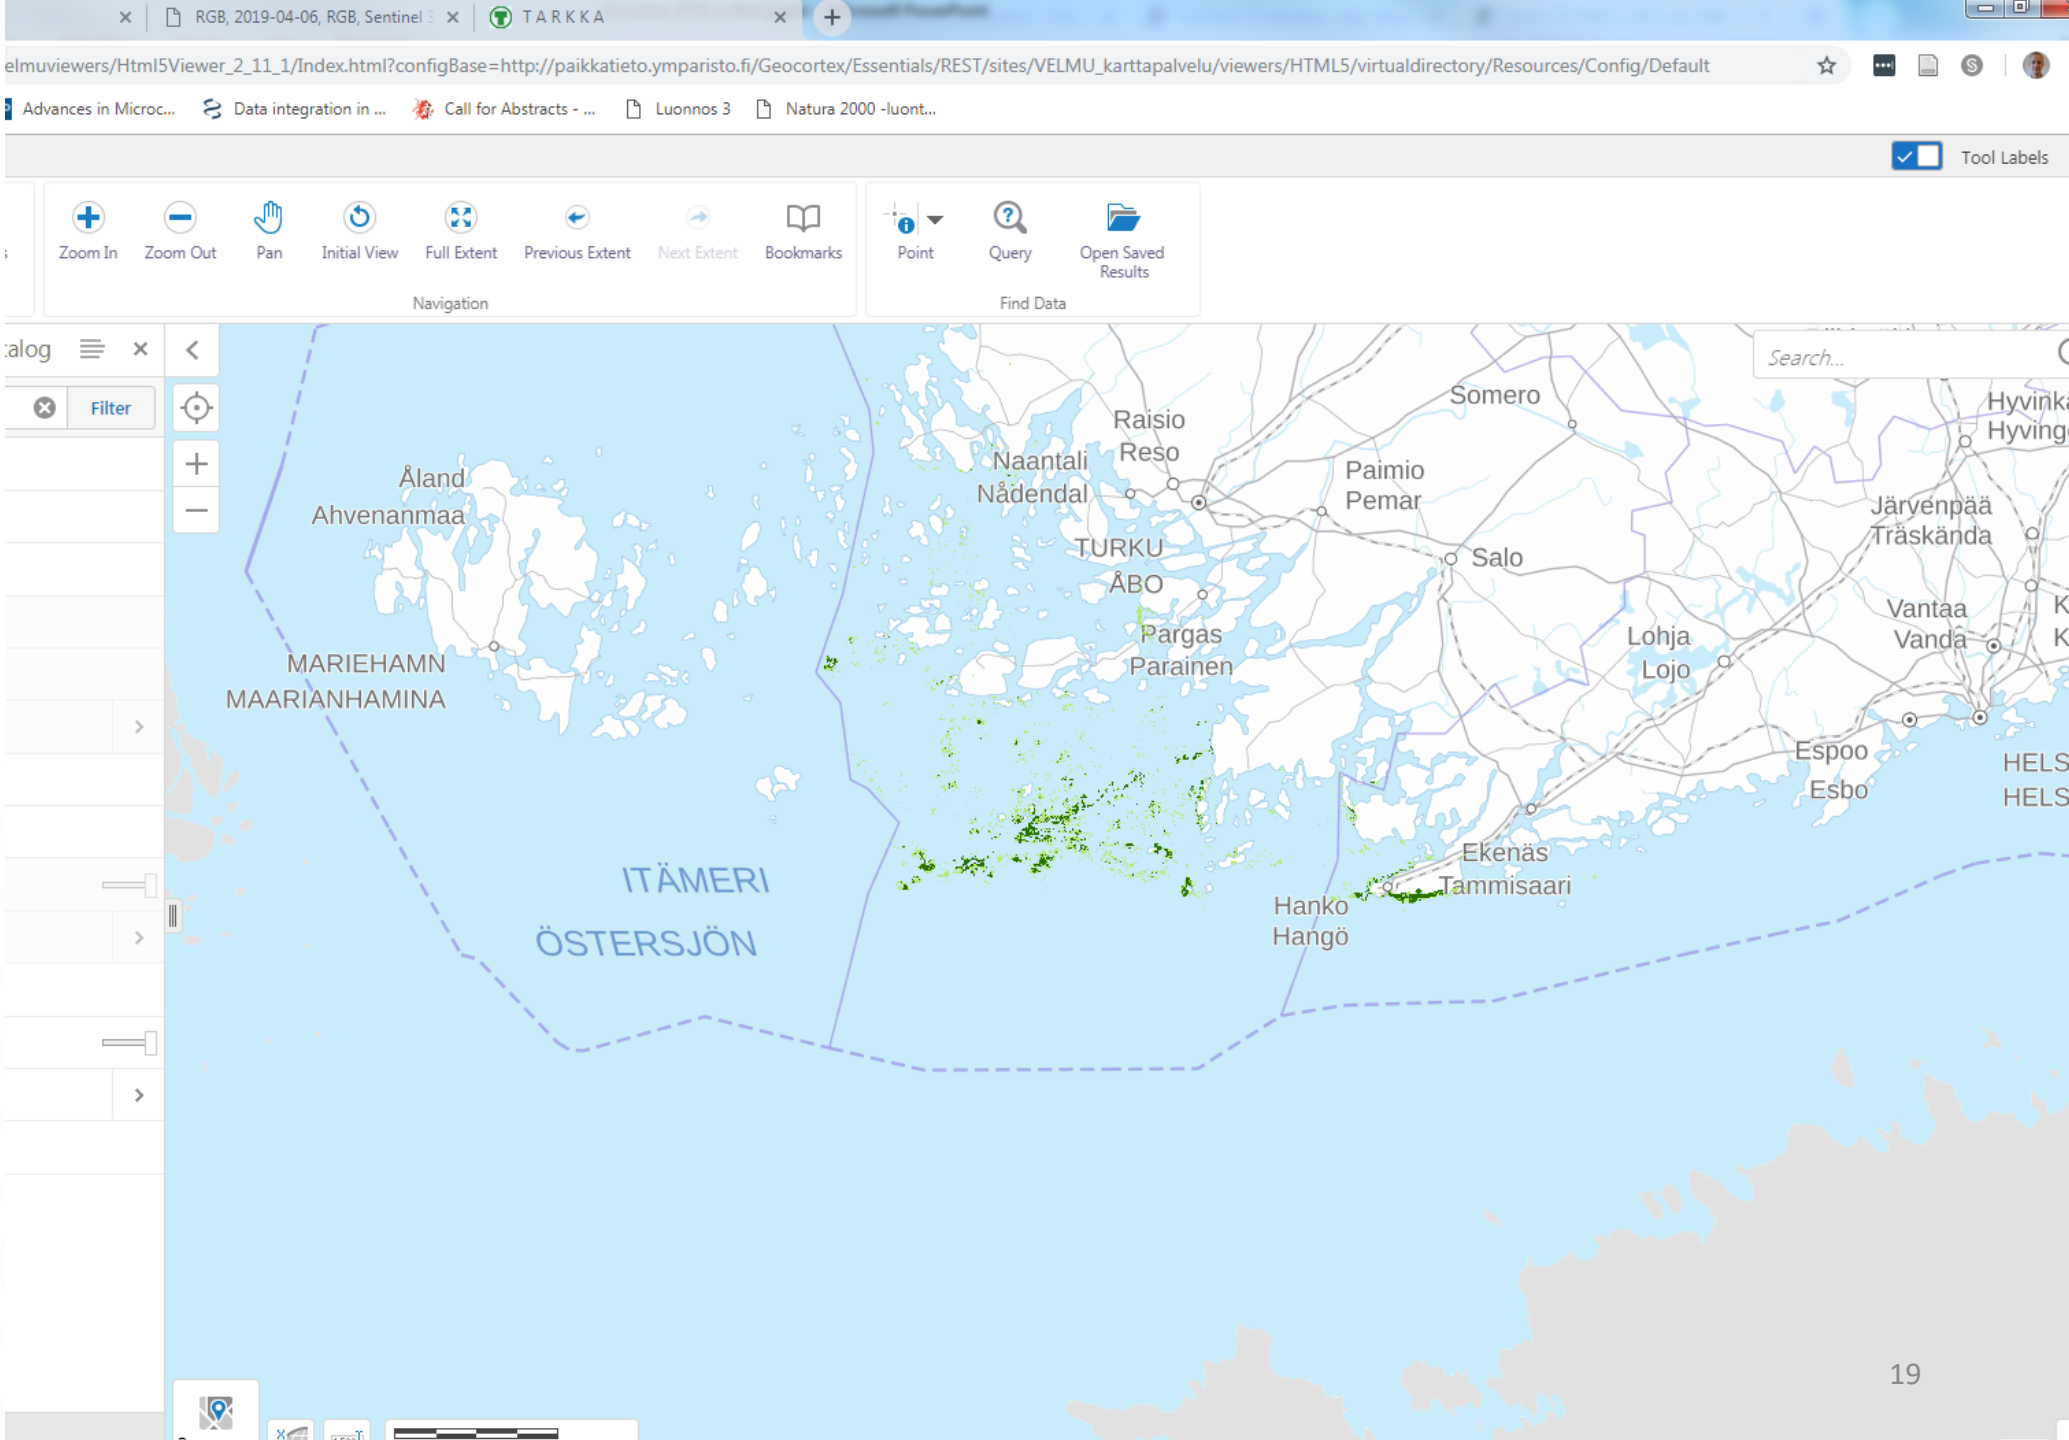 RGB, 2019-04-06, RGB, Sentinel 3
T A R K K A
elmuviewers/Html5Viewer_2_11_1/Index.html?configBase=http://paikkatieto.ymparisto.fi/Geocortex/Essentials/REST/sites/VELMU_karttapalvelu/viewers/HTML5/virtualdirectory/Resources/Config/Default
Advances in Microc...
Data integration in ...
Call for Abstracts - ...
Luonnos 3
Natura 2000 -luont...
Tool Labels
Zoom In
Zoom Out
Pan
Initial View
Full Extent
Previous Extent
Next Extent
Bookmarks
Point
Query
Open Saved
Results
Navigation
Find Data
alog
Filter
Search...
Somero
Hyvinkä
Hyvinge
Raisio
Reso
Naantali
Nådendal
Paimio
Pemar
Åland
Ahvenanmaa
Järvenpää
Träskända
TURKU
ÅBO
Salo
Vantaa
Vanda
K
K
Pargas
Parainen
Lohja
Lojo
MARIEHAMN
MAARIANHAMINA
Espoo
Esbo
HELS
HELS
ITÄMERI
ÖSTERSJÖN
Ekenäs
Tammisaari
Hanko
Hangö
19